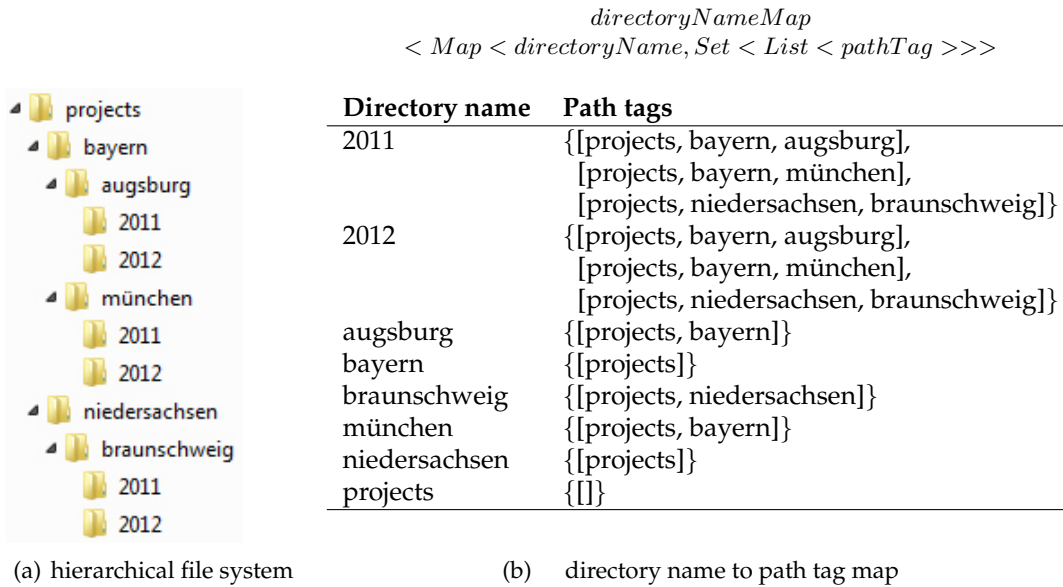 directoryNameMap
< Map < directoryName, Set < List < pathTag >>>
projects
bayern
augsburg
2011
2012
münchen
2011
2012
niedersachsen
braunschweig
2011
2012
Directory name Path tags
2011 {[projects, bayern, augsburg],
[projects, bayern, münchen],
[projects, niedersachsen, braunschweig]}
2012 {[projects, bayern, augsburg],
[projects, bayern, münchen],
[projects, niedersachsen, braunschweig]}
augsburg {[projects, bayern]}
bayern {[projects]}
braunschweig {[projects, niedersachsen]}
münchen {[projects, bayern]}
niedersachsen {[projects]}
projects {[]}
(a) hierarchical file system
(b) directory name to path tag map